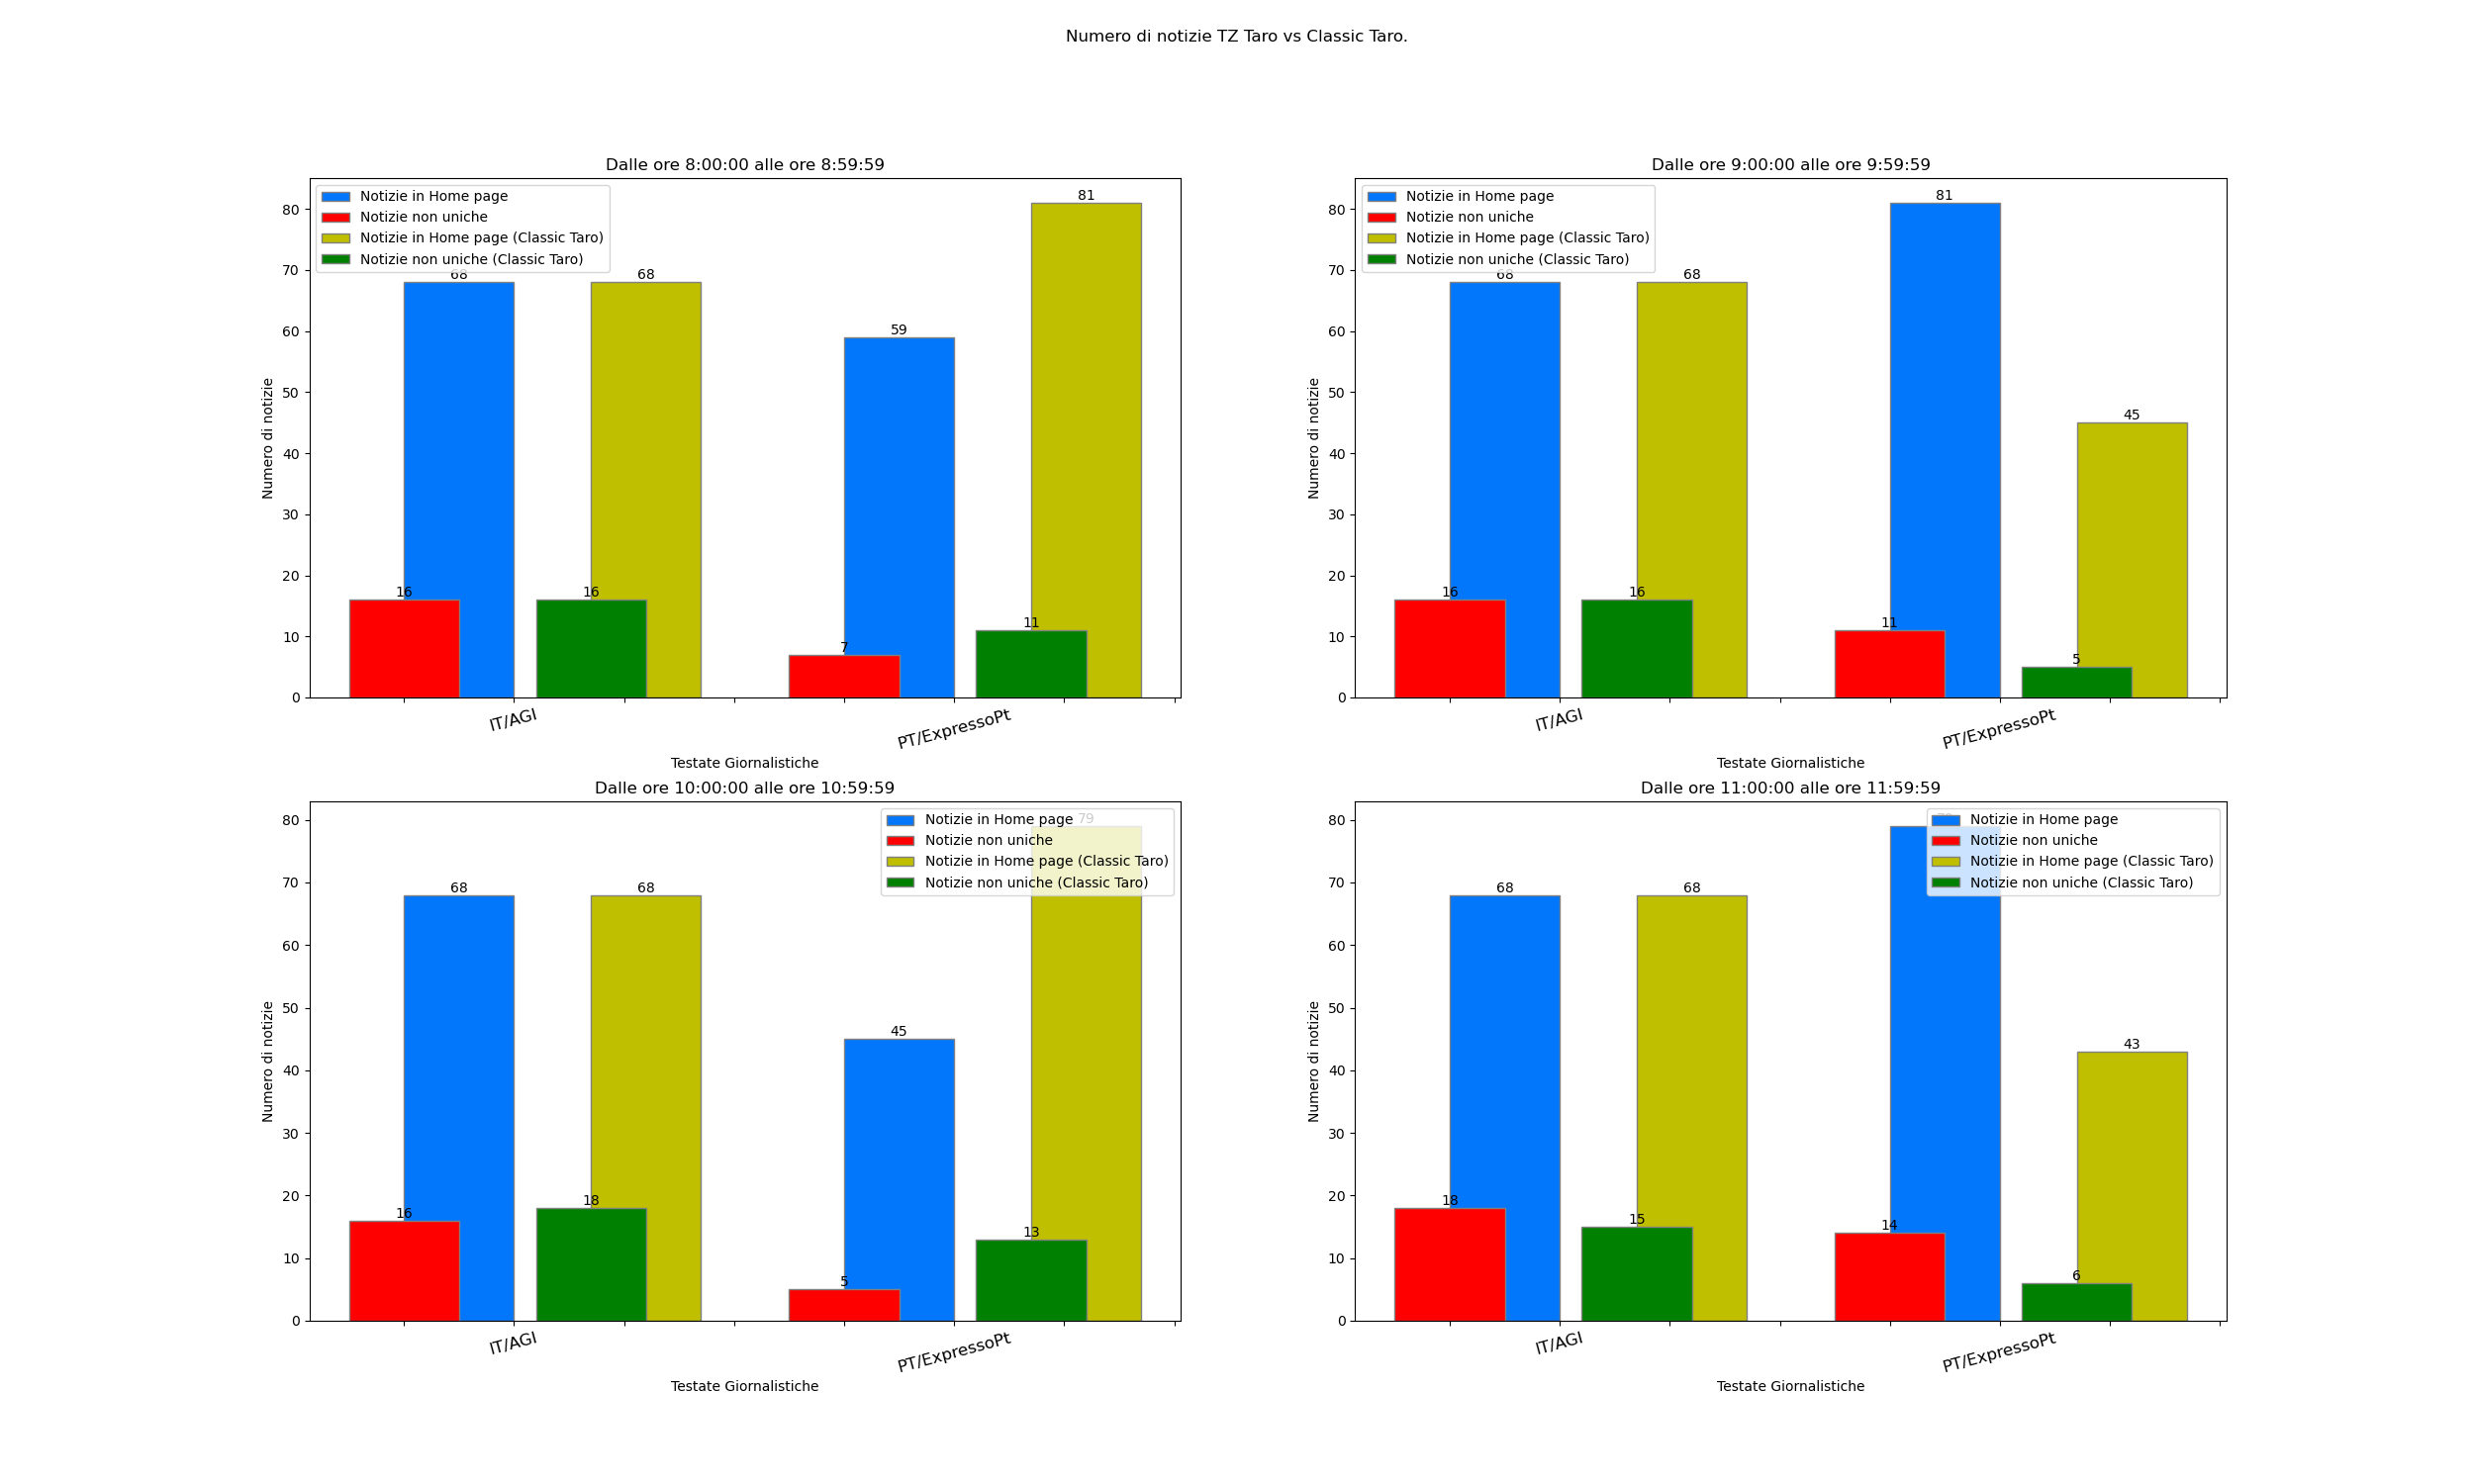 Numero di notizie TZ Taro vs Classic Taro.
Dalle ore 8:00:00 alle ore 8:59:59
Notizie in Home page
Notizie non uniche
Notizie in Home page (Classic Taro)
Notizie non uniche (Classic Taro)
Numero di notizie
80
70
60
50
40
30
20
10
0
68
68
59
81
16
16
7
11
IT/AGI
PT/ExpressoPt
Testate Giornalistiche
Dalle ore 9:00:00 alle ore 9:59:59
Notizie in Home page
Notizie non uniche
Notizie in Home page (Classic Taro)
Notizie non uniche (Classic Taro)
Numero di notizie
80
70
60
50
40
30
20
10
0
68
68
81
45
16
16
11
5
IT/AGI
PT/ExpressoPt
Testate Giornalistiche
Dalle ore 10:00:00 alle ore 10:59:59
Notizie in Home page
Notizie non uniche
Notizie in Home page (Classic Taro)
Notizie non uniche (Classic Taro)
Numero di notizie
80
70
60
50
40
30
20
10
0
68
68
45
79
16
18
5
13
IT/AGI
PT/ExpressoPt
Testate Giornalistiche
Dalle ore 11:00:00 alle ore 11:59:59
Notizie in Home page
Notizie non uniche
Notizie in Home page (Classic Taro)
Notizie non uniche (Classic Taro)
Numero di notizie
80
70
60
50
40
30
20
10
0
68
68
43
18
15
14
6
IT/AGI
PT/ExpressoPt
Testate Giornalistiche